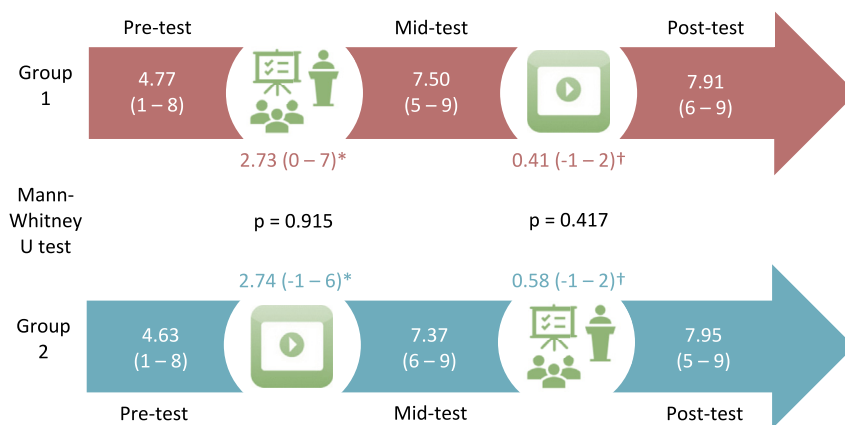 Pre-test
Mid-test
Post-test
Group
1
4.77
(1 – 8)
7.50
(5 – 9)
7.91
(6 – 9)
2.73 (0 – 7)*
0.41 (-1 – 2)†
Mann-
Whitney
U test
p = 0.915
p = 0.417
2.74 (-1 – 6)*
0.58 (-1 – 2)†
Group
2
4.63
(1 – 8)
7.37
(6 – 9)
7.95
(5 – 9)
Pre-test
Mid-test
Post-test